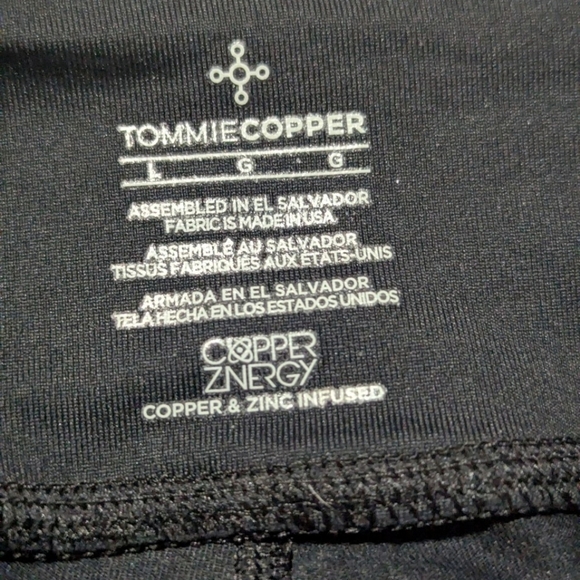 TOMMIECOPPER
L G G
ASSEMBLED IN EL SALVADOR
FABRIC IS MADE IN USA
ASSEMBLÉ AU SALVADOR
TISSUS FABRIQUÉS AUX ÉTATS-UNIS
ARMADA EN EL SALVADOR
TELA HECHA EN LOS ESTADOS UNIDOS
COPPER
ZNERGY
COPPER & ZINC INFUSED